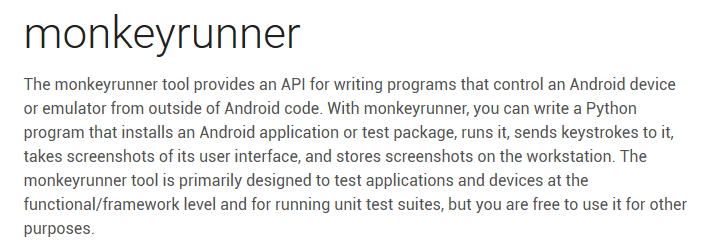 monkeyrunner
The monkeyrunner tool provides an API for writing programs that control an Android device
or emulator from outside of Android code. With monkeyrunner, you can write a Python
program that installs an Android application or test package, runs it, sends keystrokes to it,
takes screenshots of its user interface, and stores screenshots on the workstation. The
monkeyrunner tool is primarily designed to test applications and devices at the
functional/framework level and for running unit test suites, but you are free to use it for other
purposes.